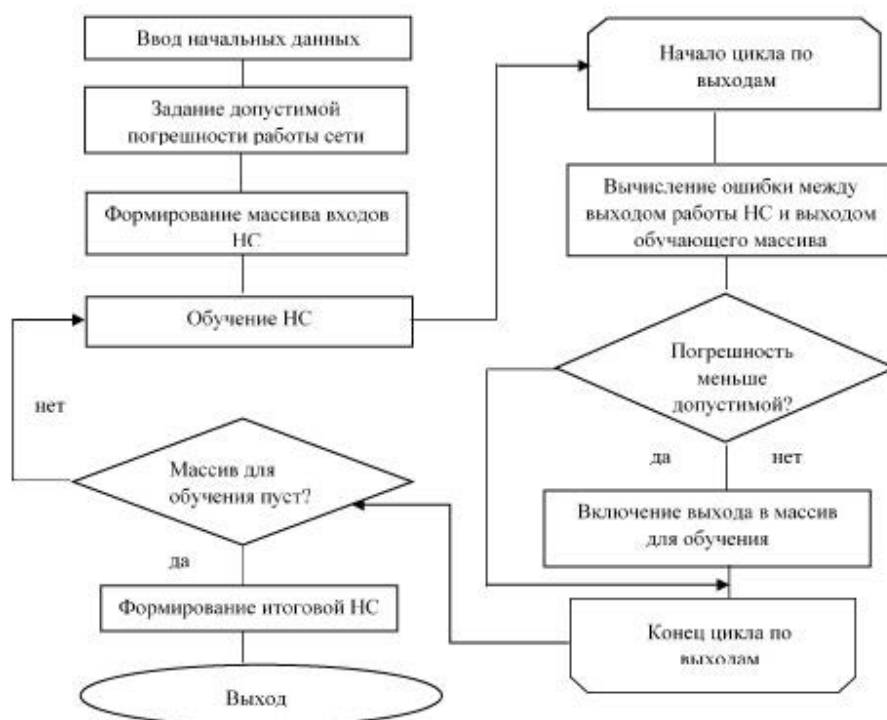 Ввод начальных данных
Задание допустимой
погрешности работы сети
Формирование массива входов
НС
Обучение НС
Начало цикла по
выходам
Вычисление ошибки между
выходом работы НС и выходом
обучающего массива
Погрешность
меньше
допустимой?
да
нет
Включение выхода в массив
для обучения
Конец цикла по
выходам
нет
Массив для
обучения пуст?
да
Формирование итоговой НС
Выход